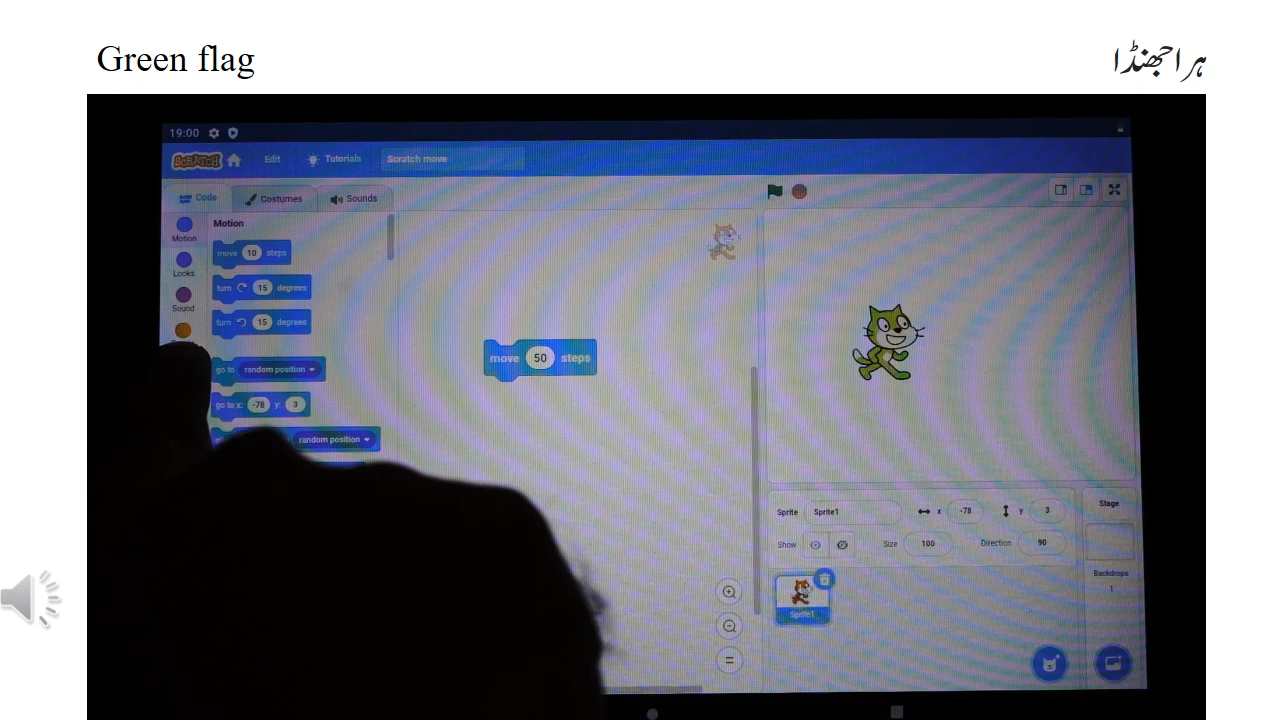 Green flag
ہرا جھنڈا
19:00
SCRATCH
Edit
Tutorials
Scratch move
Code
Costumes
Sounds
Motion
Motion
move 10 steps
Looks
turn 15 degrees
Sound
turn 15 degrees
go to random position
go to x: -78 y: 3
random position
move 50 steps
Sprite Sprite1 x -78 y 3
Show Size 100 Direction 90
Sprite1
Stage
Backdrops
1